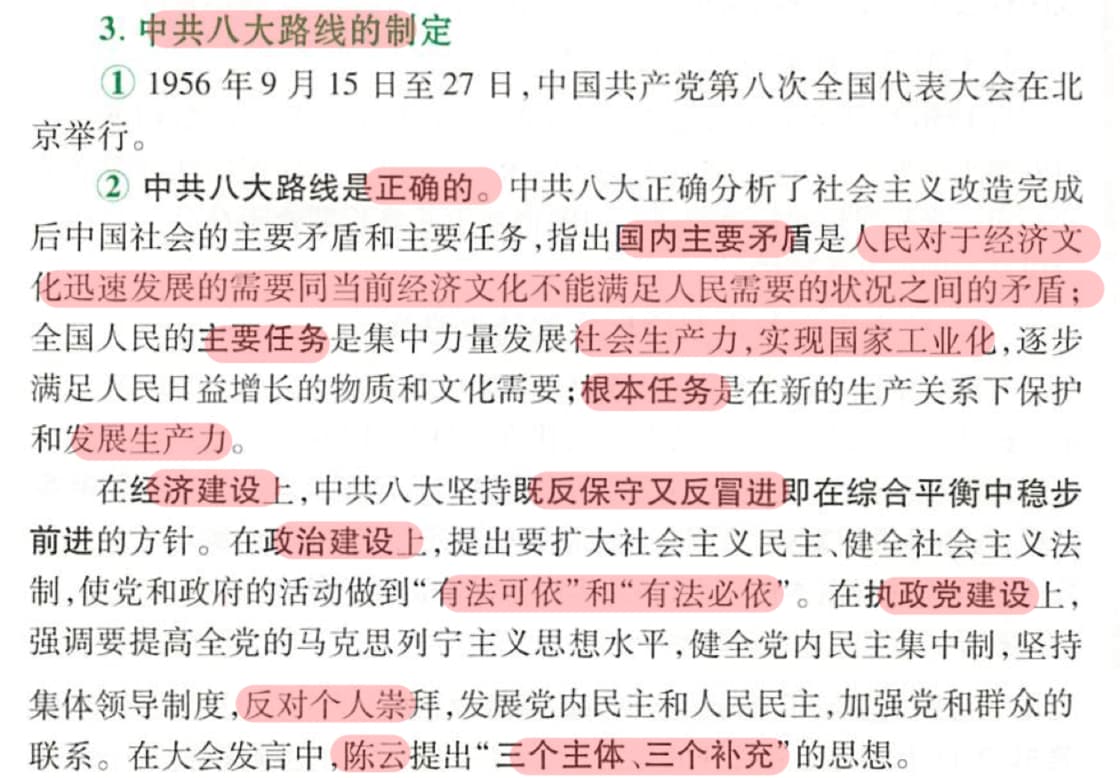 3. 中共八大路线的制定
① 1956 年 9 月 15 日至 27 日,中国共产党第八次全国代表大会在北
京举行。
② 中共八大路线是正确的。中共八大正确分析了社会主义改造完成
后中国社会的主要矛盾和主要任务,指出国内主要矛盾是人民对于经济文
化迅速发展的需要同当前经济文化不能满足人民需要的状况之间的矛盾;
全国人民的主要任务是集中力量发展社会生产力,实现国家工业化,逐步
满足人民日益增长的物质和文化需要;根本任务是在新的生产关系下保护
和发展生产力。
在经济建设上,中共八大坚持既反保守又反冒进即在综合平衡中稳步
前进的方针。在政治建设上,提出要扩大社会主义民主、健全社会主义法
制,使党和政府的活动做到“有法可依”和“有法必依”。在执政党建设上,
强调要提高全党的马克思列宁主义思想水平,健全党内民主集中制,坚持
集体领导制度,反对个人崇拜,发展党内民主和人民民主,加强党和群众的
联系。在大会发言中,陈云提出“三个主体、三个补充”的思想。